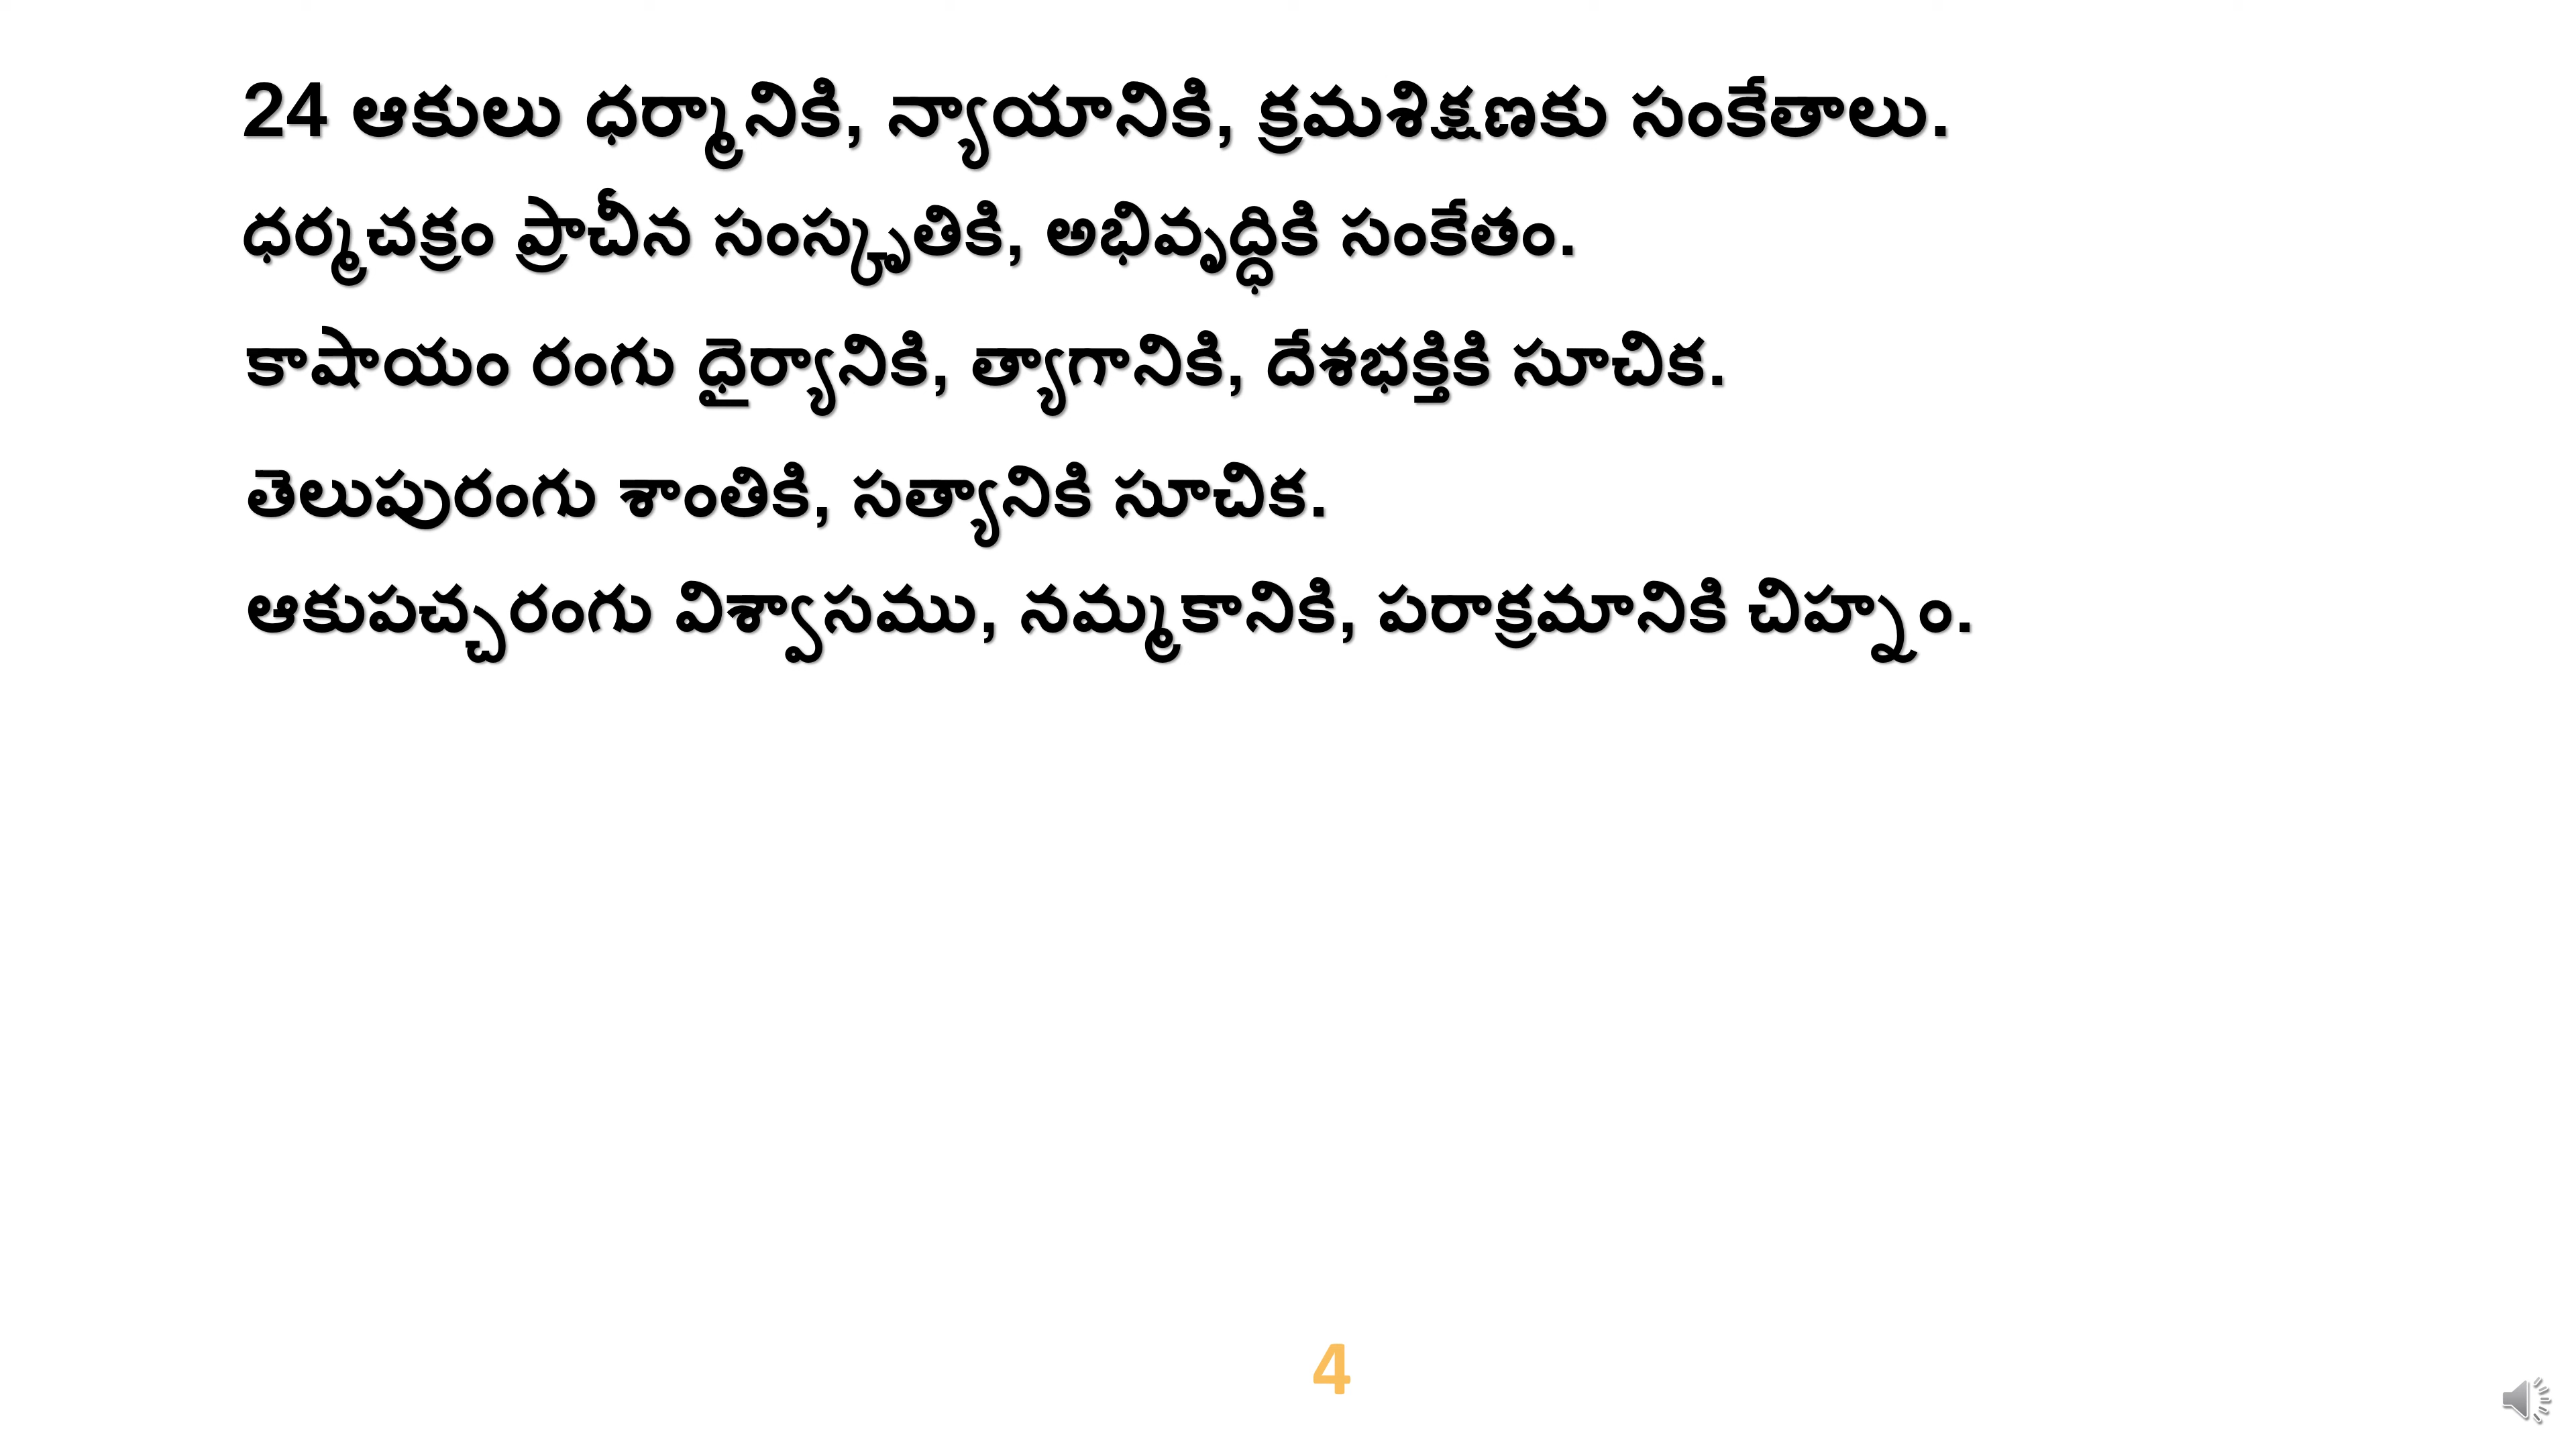 24 ఆకులు ధర్మానికి, న్యాయానికి, క్రమశిక్షణకు సంకేతాలు.
ధర్మచక్రం ప్రాచీన సంస్కృతికి, అభివృద్ధికి సంకేతం.
కాషాయం రంగు ధైర్యానికి, త్యాగానికి, దేశభక్తికి సూచిక.
తెలుపురంగు శాంతికి, సత్యానికి సూచిక.
ఆకుపచ్చరంగు విశ్వాసము, నమ్మకానికి, పరాక్రమానికి చిహ్నం.
4